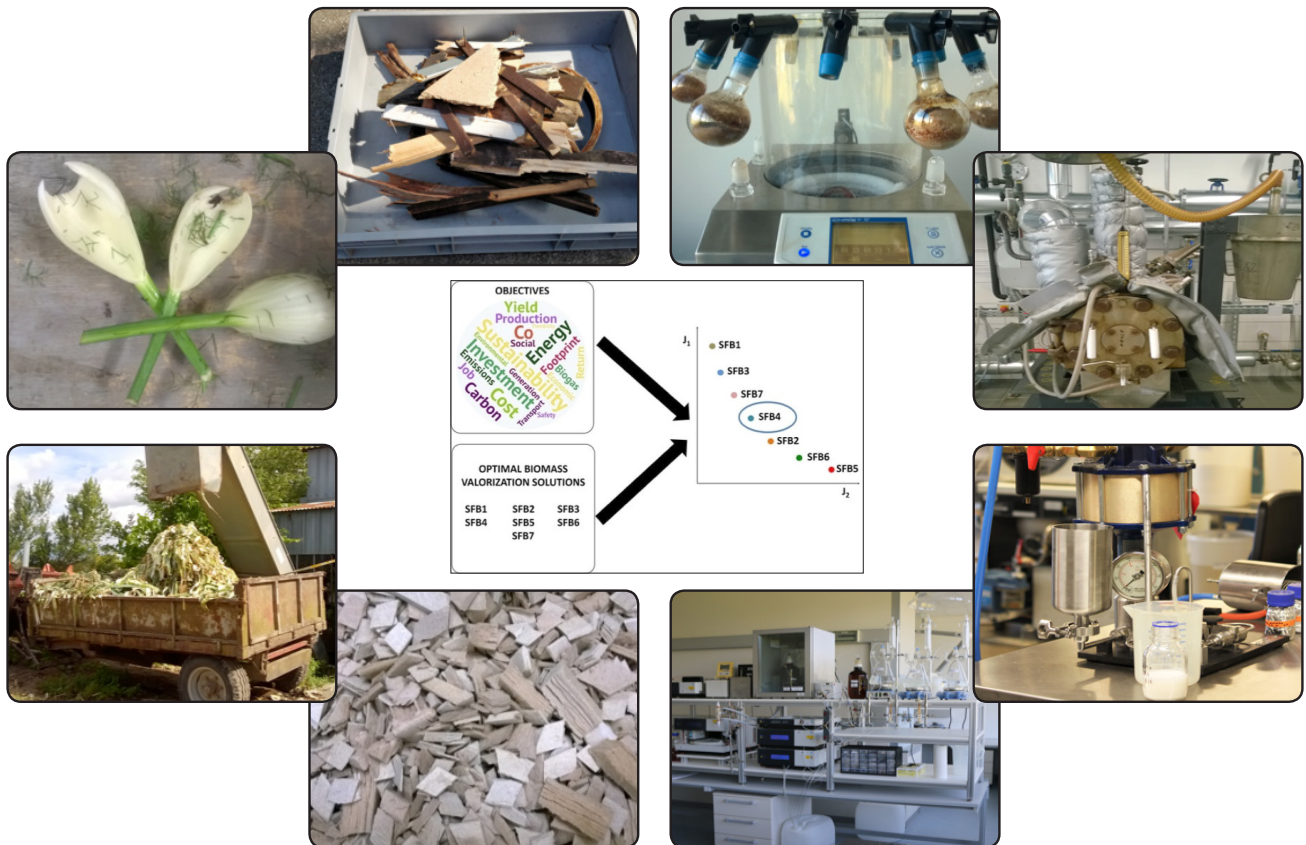 OBJECTIVES
Yield
Production
Co
Social
Sustainability
Energy
Environmental
Investment
Footprint
Emissions
Biogas
Return
Job
Generation
Carbon
Cost
Transport
Safety
OPTIMAL BIOMASS
VALORIZATION SOLUTIONS
SFB1 SFB2 SFB3
SFB4 SFB5 SFB6
SFB7
J1
SFB1
SFB3
SFB7
SFB4
SFB2
SFB6
SFB5
J2